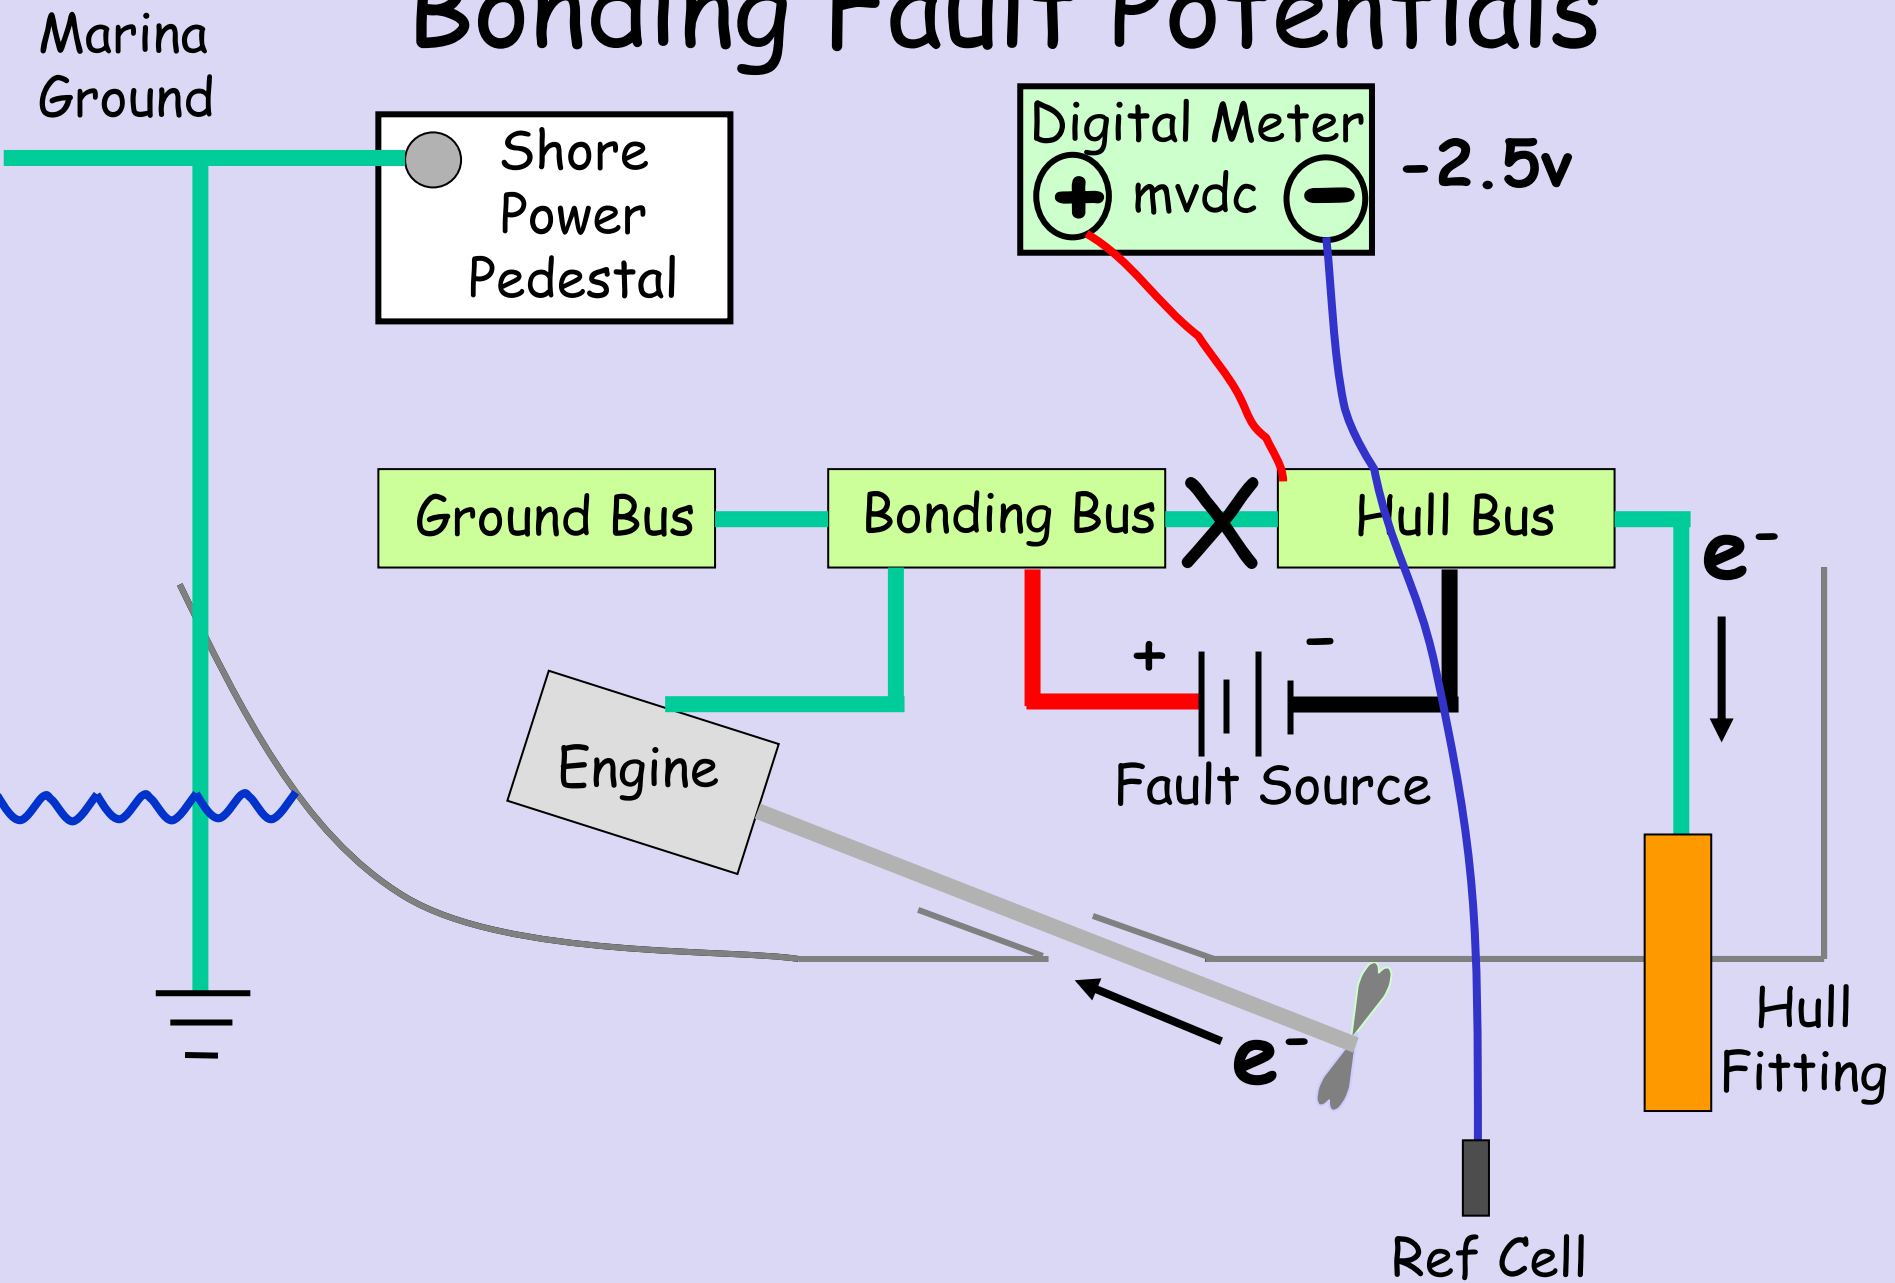 Bonding Fault Potentials
Marina
Ground
Shore
Power
Pedestal
Digital Meter
+ mvdc -
-2.5v
Ground Bus
Bonding Bus
X
Hull Bus
e-
+ -
Engine
Fault Source
e-
Hull
Fitting
Ref Cell